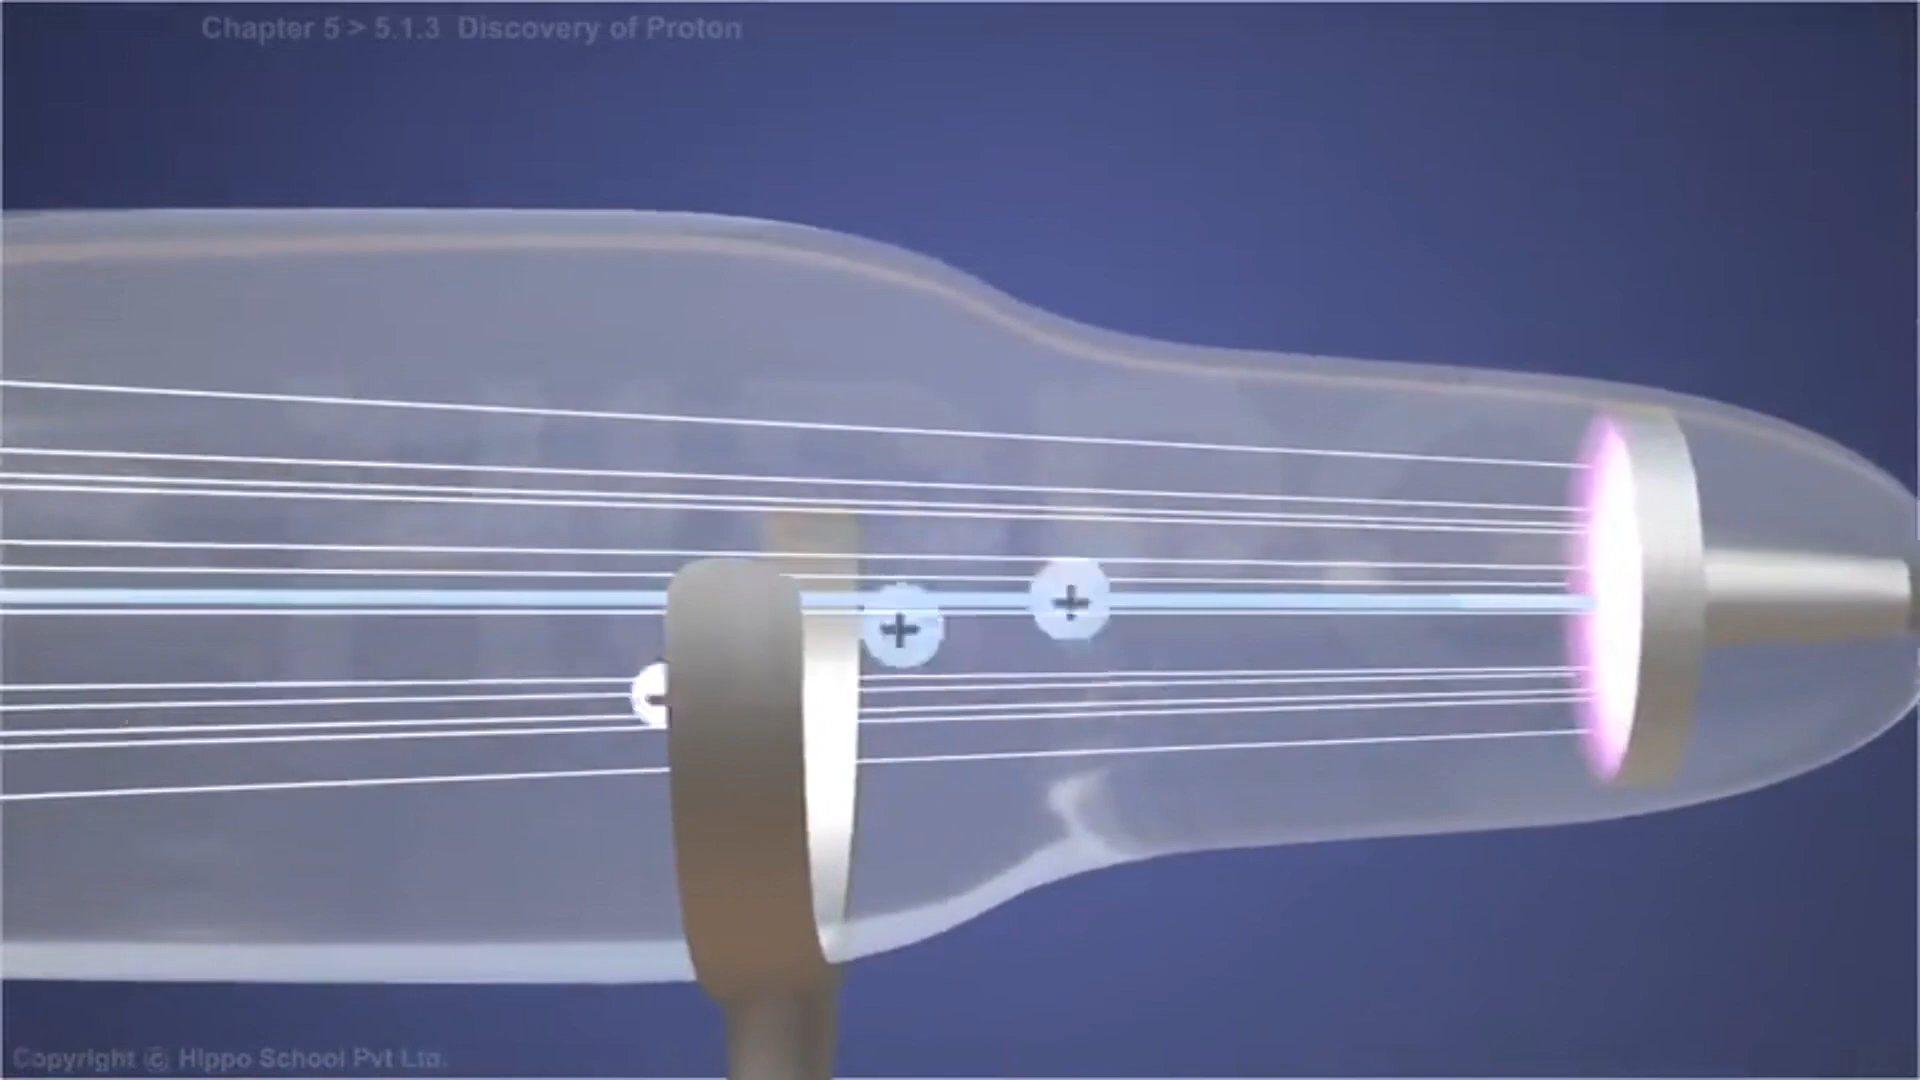 Chapter 5 > 5.1.3 Discovery of Proton
+
+
-
Copyright © Hippo School Pvt Ltd.